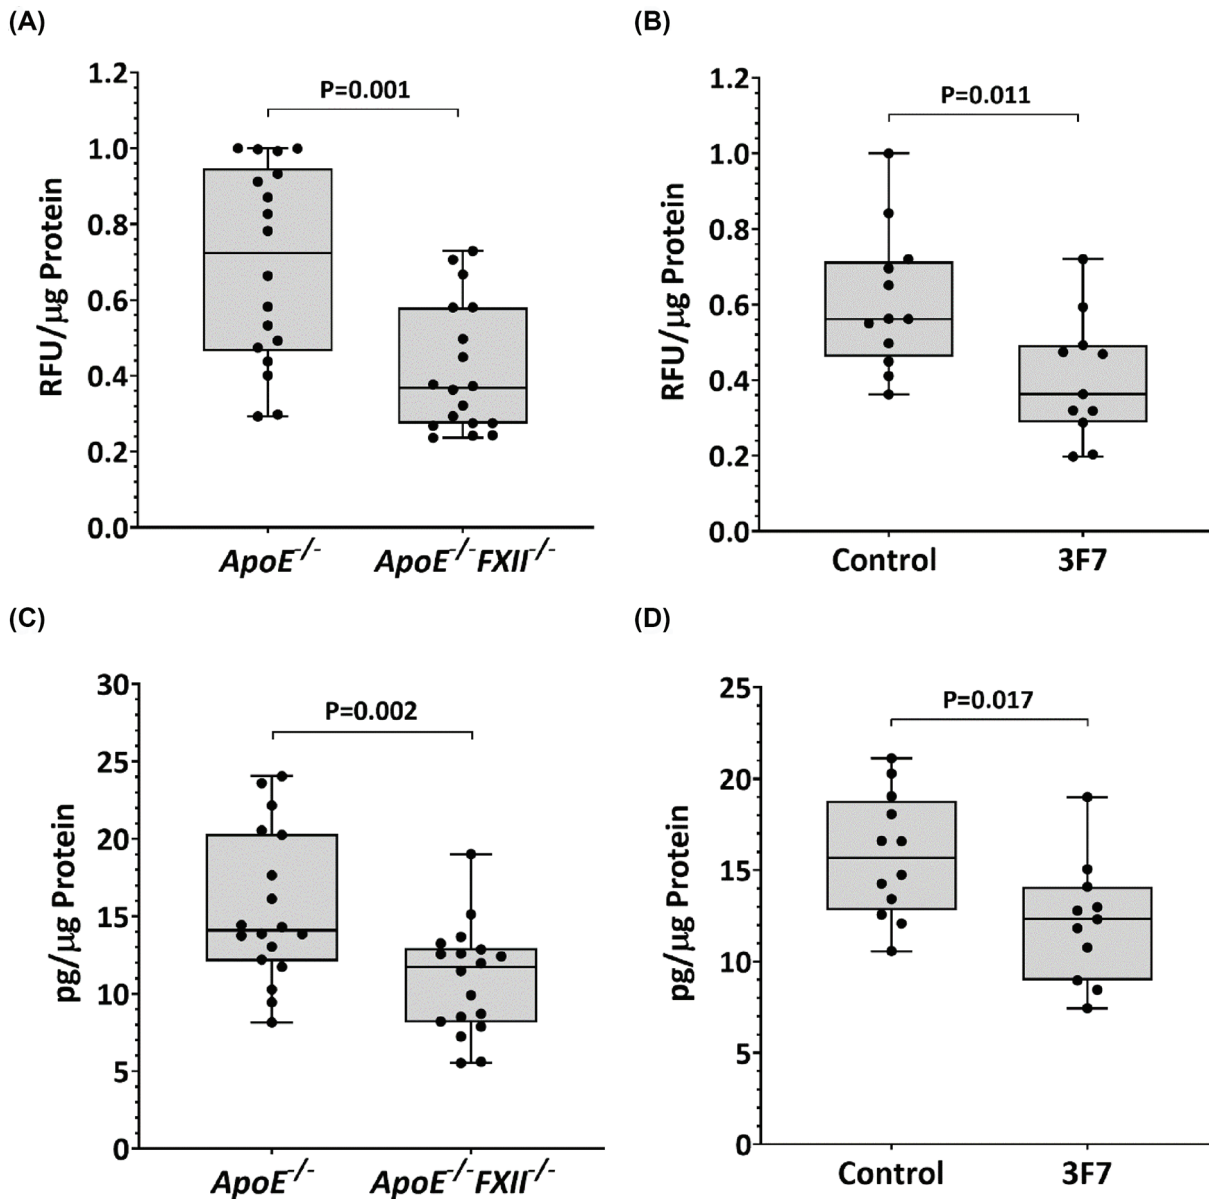 (A)
RFU/µg Protein
1.2
1.0
0.8
0.6
0.4
0.2
0.0
P=0.001
ApoE-/-
ApoE-/-FXII-/-
(B)
RFU/µg Protein
1.2
1.0
0.8
0.6
0.4
0.2
0.0
P=0.011
Control
3F7
(C)
pg/µg Protein
30
25
20
15
10
5
0
P=0.002
ApoE-/-
ApoE-/-FXII-/-
(D)
pg/µg Protein
25
20
15
10
5
0
P=0.017
Control
3F7